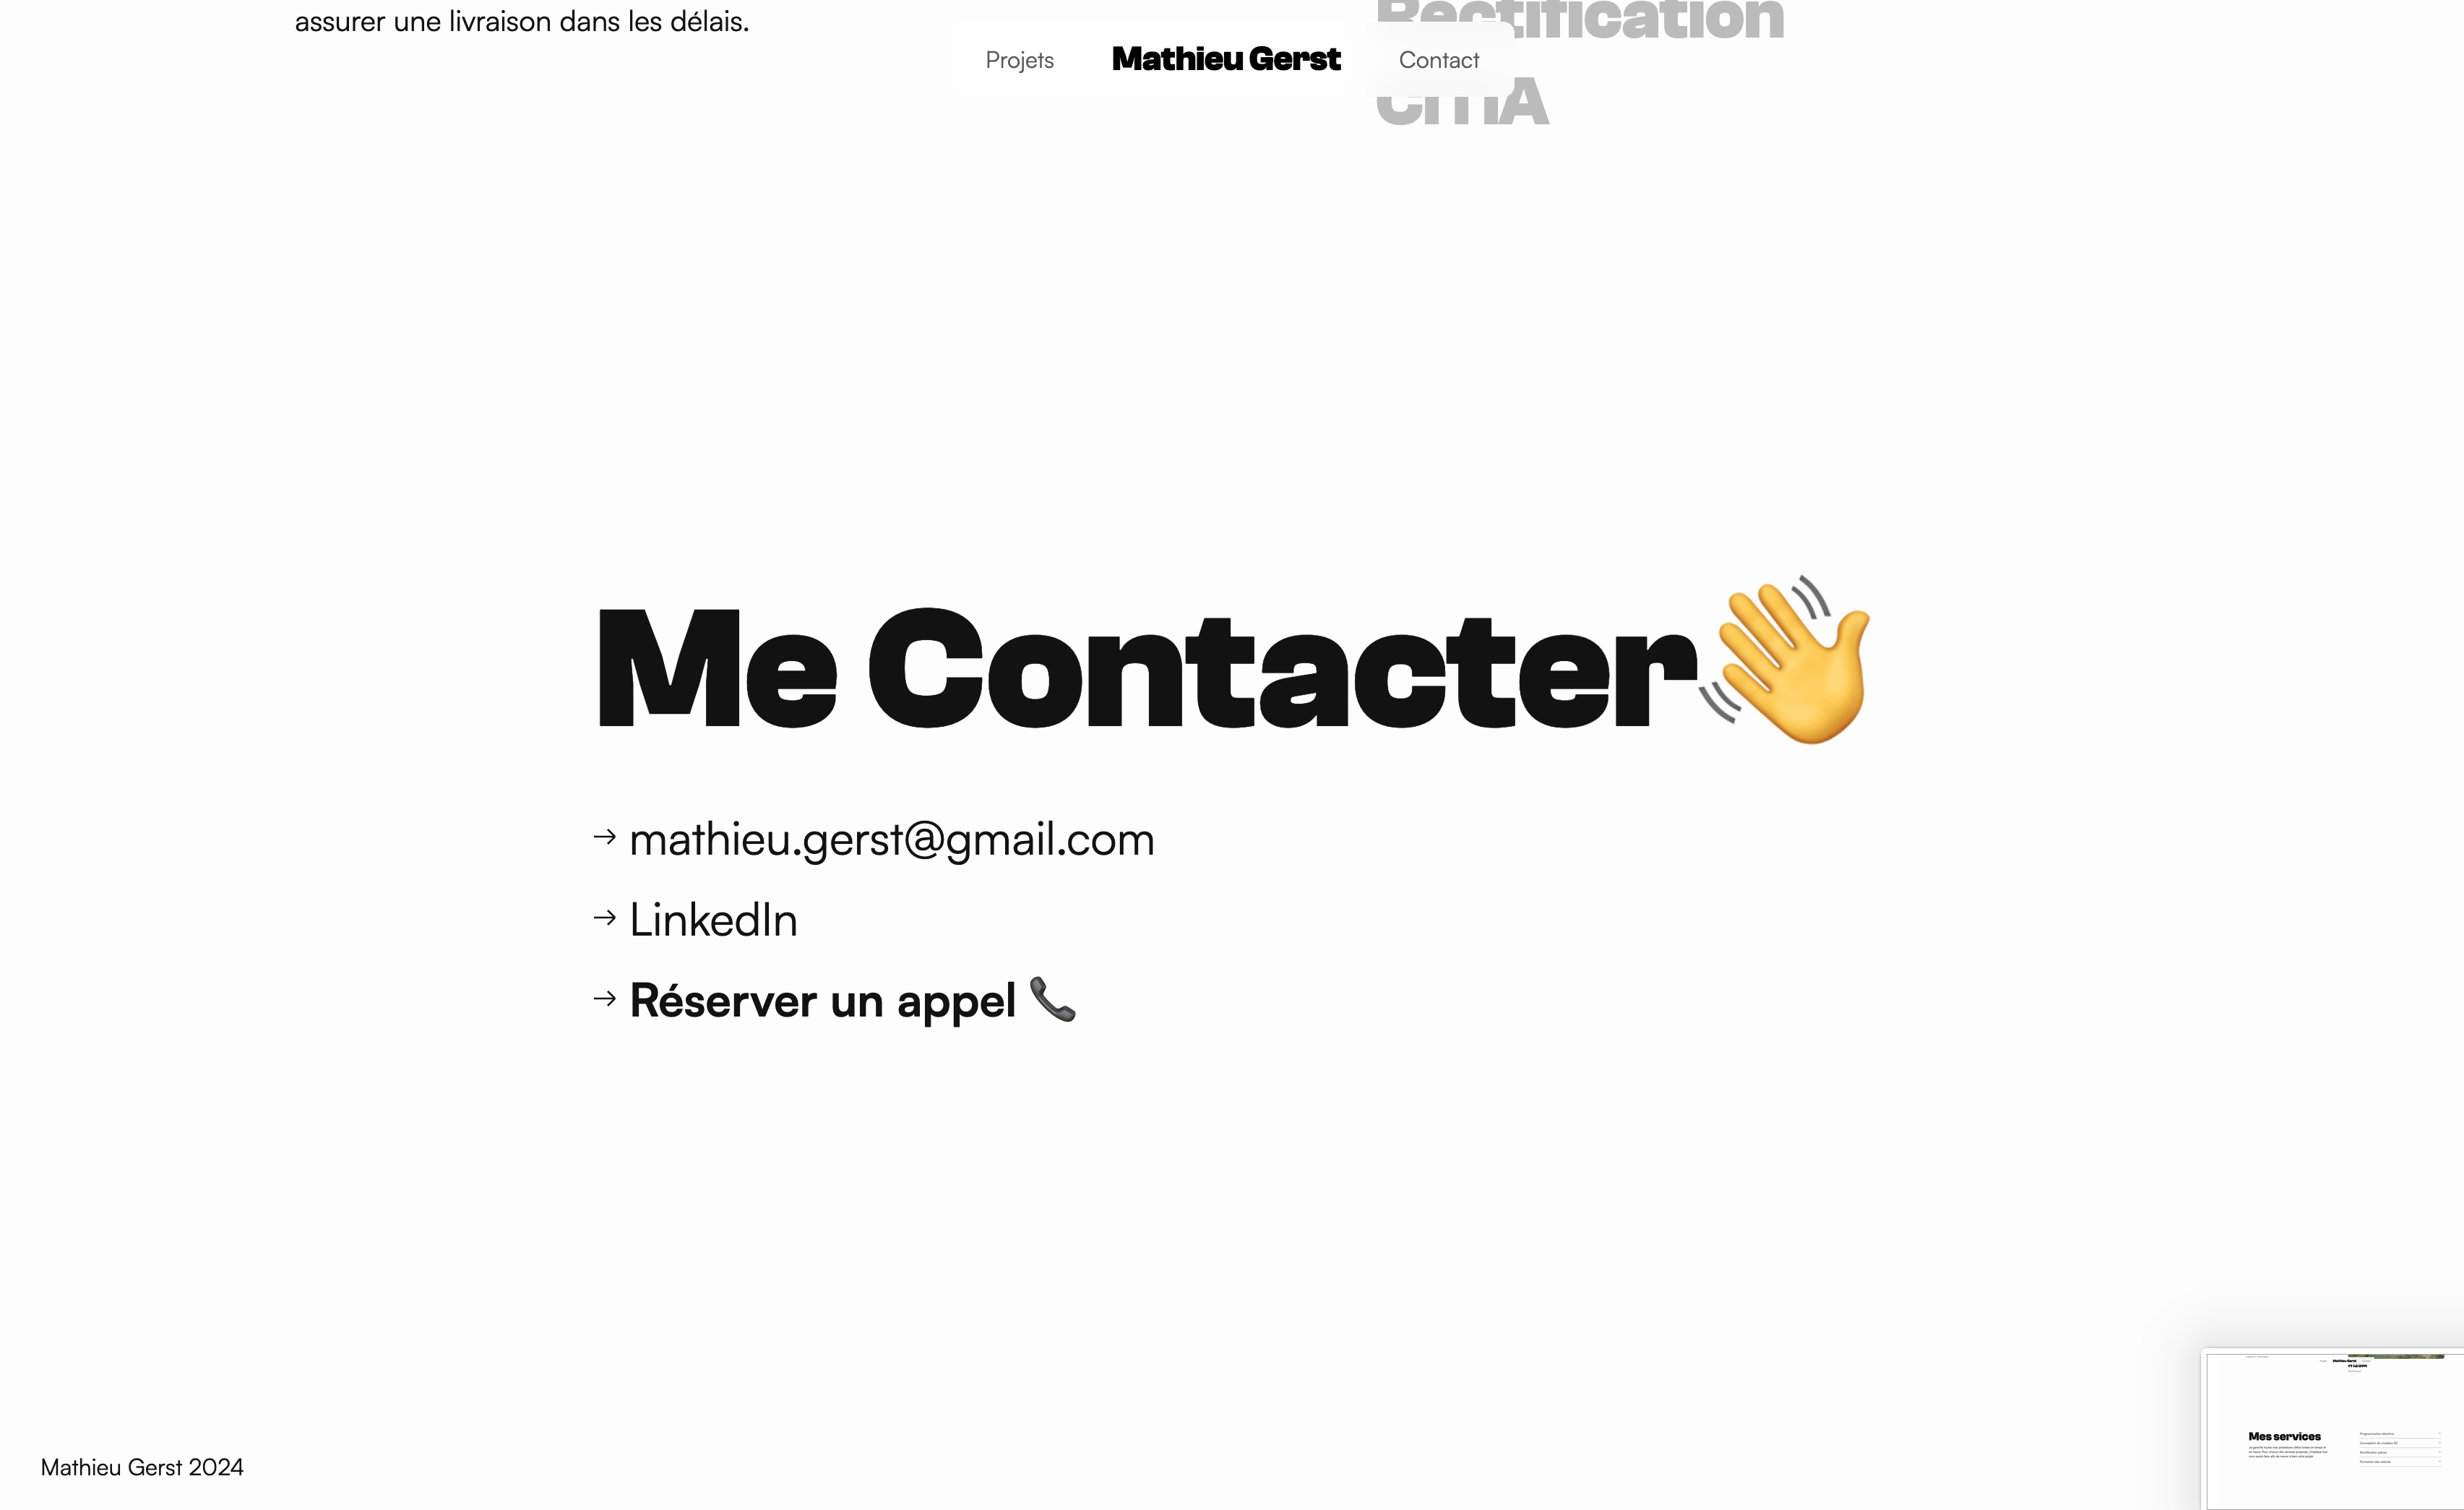 assurer une livraison dans les délais.
Rectification
Projets
Mathieu Gerst
Contact
Me Contacter👋
→ mathieu.gerst@gmail.com
→ LinkedIn
→ Réserver un appel 📞
Mes services
Mathieu Gerst 2024